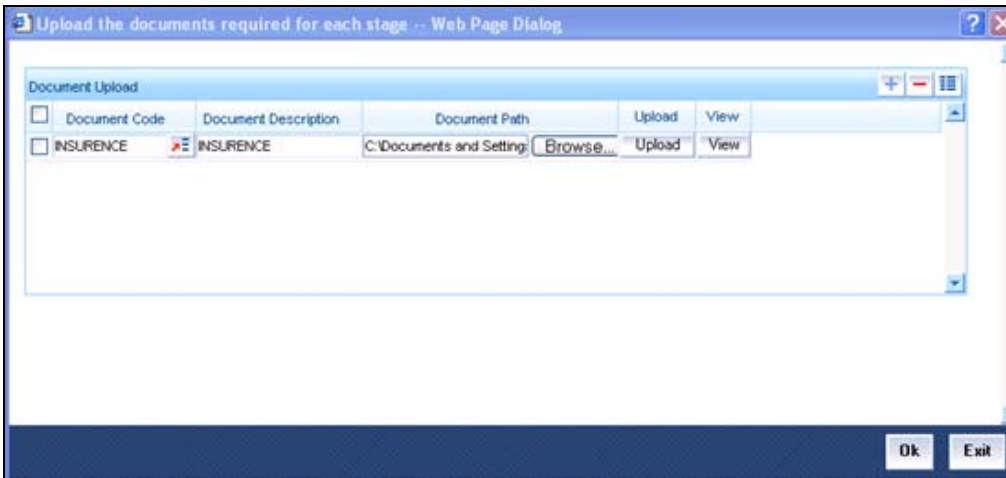 Upload the documents required for each stage -- Web Page Dialog
Document Upload
Document Code Document Description Document Path Upload View
INSURENCE INSURENCE C:\Documents and Setting Browse... Upload View
Ok Exit